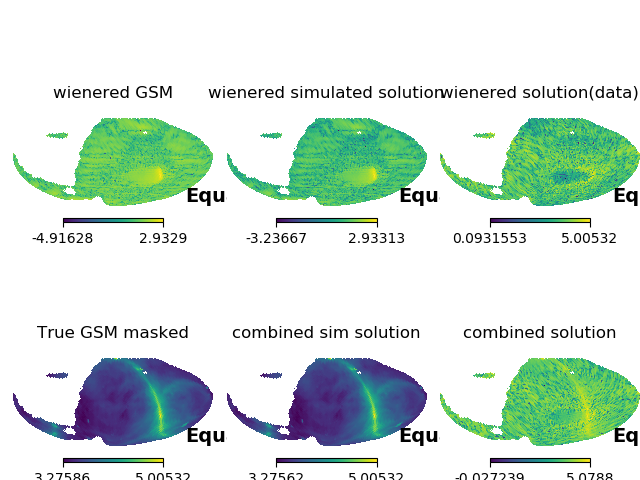 wienered GSM
wienered simulated solution
wienered solution(data)
Equ
Equ
Eq
-4.91628 2.9329
-3.23667 2.93313
0.0931553 5.00532
True GSM masked
combined sim solution
combined solution
Equ
Equ
Eq
3.27586 5.00532
3.27562 5.00532
-0.027239 5.0788